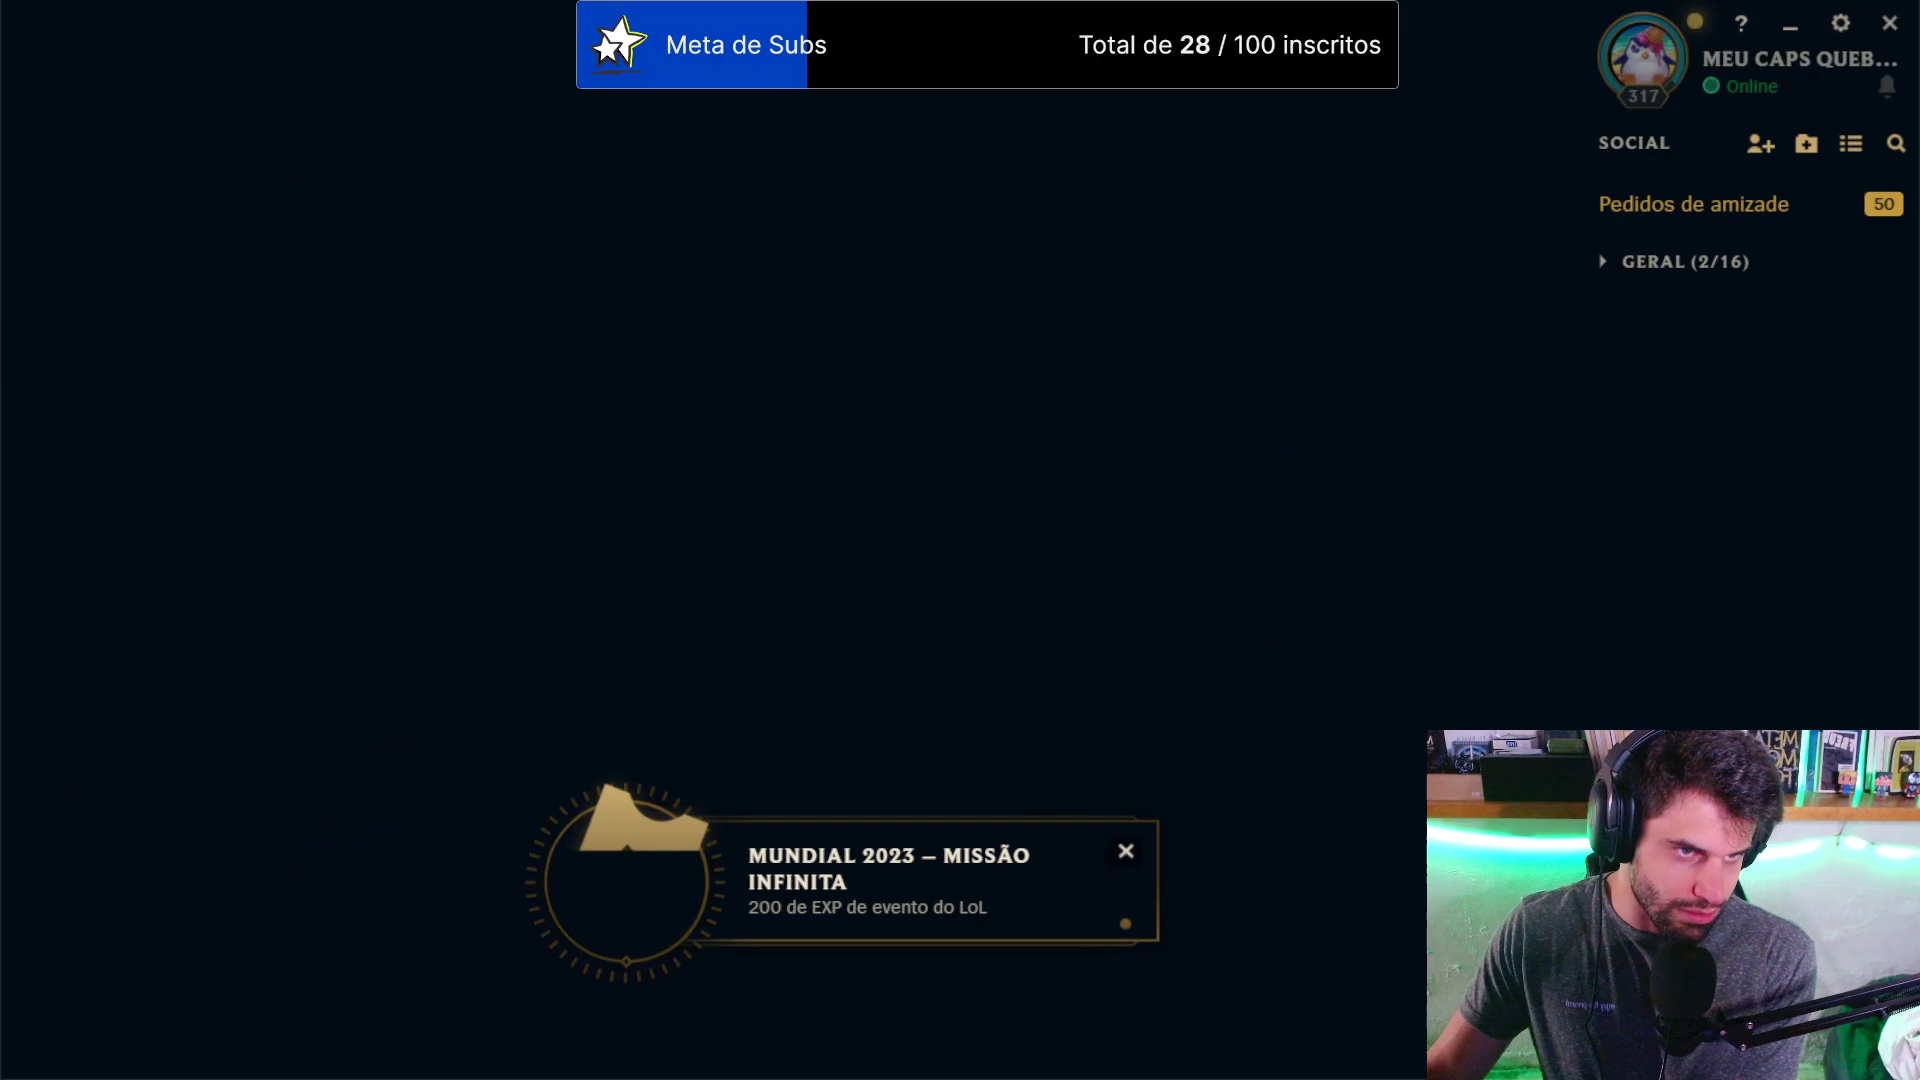 Meta de Subs
Total de 28 / 100 inscritos
?
MEU CAPS QUEB...
Online
317
SOCIAL
Pedidos de amizade
50
GERAL (2/16)
MUNDIAL 2023 – MISSÃO
INFINITA
200 de EXP de evento do LoL